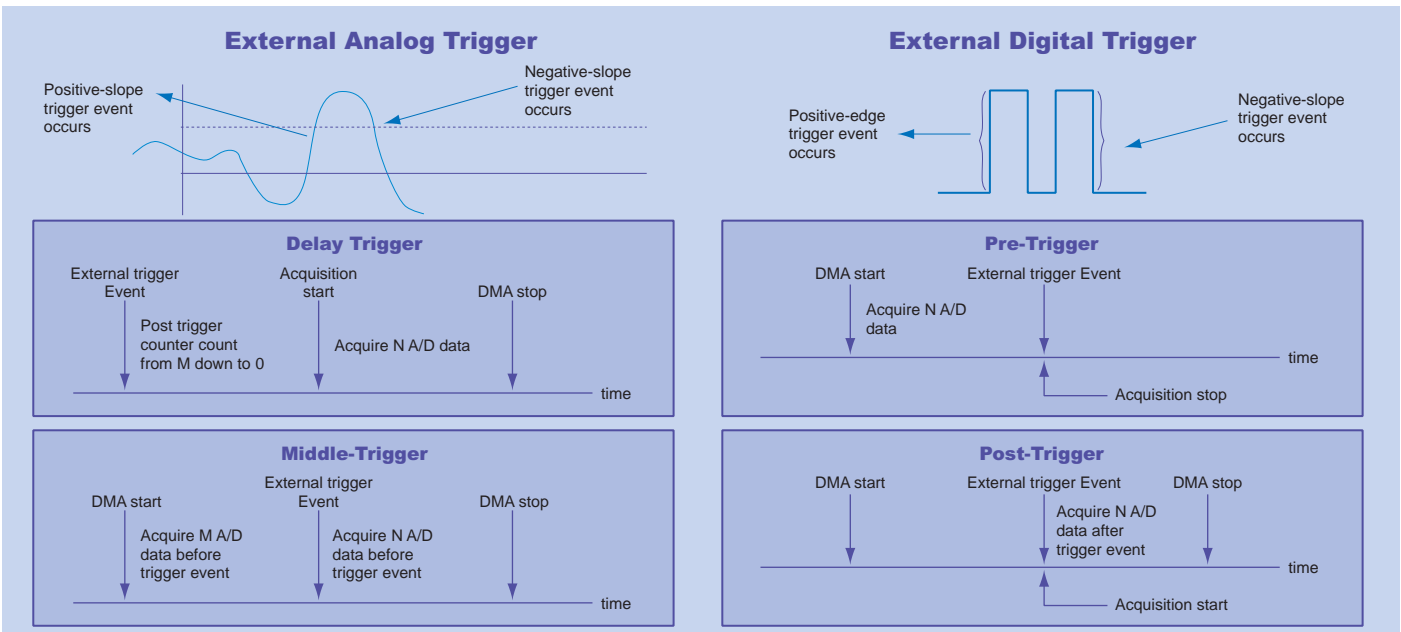 External Analog Trigger
Positive-slope
trigger event
occurs
Negative-slope
trigger event
occurs
External Digital Trigger
Positive-edge
trigger event
occurs
Negative-slope
trigger event
occurs
Delay Trigger
External trigger
Event
Acquisition
start
DMA stop
Post trigger
counter count
from M down to 0
Acquire N A/D data
time
Pre-Trigger
DMA start
External trigger Event
Acquire N A/D
data
time
Acquisition stop
Middle-Trigger
DMA start
External trigger
Event
DMA stop
Acquire M A/D
data before
trigger event
Acquire N A/D
data before
trigger event
time
Post-Trigger
DMA start
External trigger Event
DMA stop
Acquire N A/D
data after
trigger event
time
Acquisition start